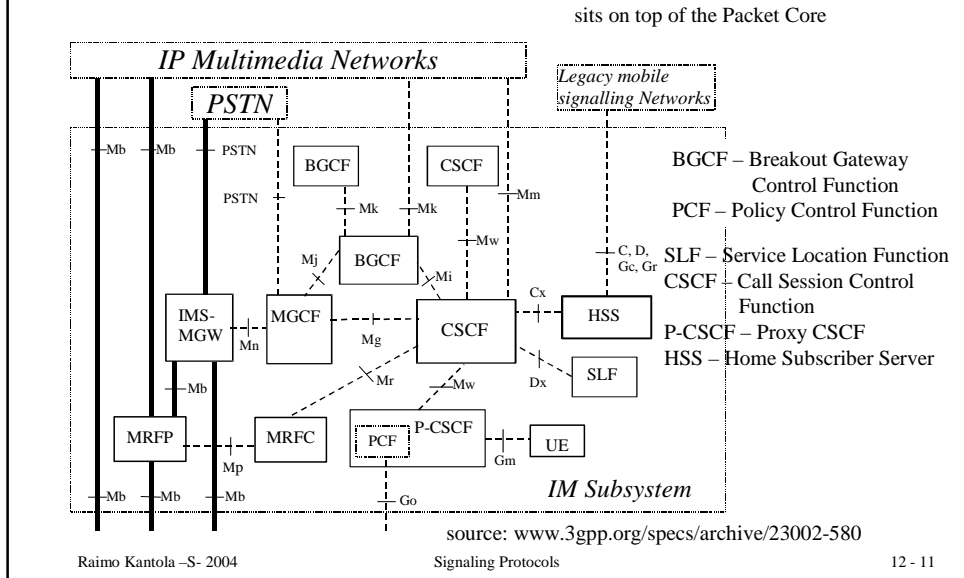 sits on top of the Packet Core
IP Multimedia Networks
Legacy mobile
signalling Networks
PSTN
Mb
Mb
PSTN
BGCF
CSCF
BGCF – Breakout Gateway
Control Function
PSTN
Mk
Mk
Mm
PCF – Policy Control Function
Mw
C, D,
Gc, Gr
SLF – Service Location Function
Mj
BGCF
Mi
CSCF – Call Session Control
Function
Cx
IMS-
MGW
MGCF
CSCF
HSS
P-CSCF – Proxy CSCF
Mn
Mg
HSS – Home Subscriber Server
Mb
Mr
Mw
Dx
SLF
MRFP
MRFC
PCF
P-CSCF
UE
Mp
Gm
Mb
Mb
Mb
Go
IM Subsystem
source: www.3gpp.org/specs/archive/23002-580
Raimo Kantola –S- 2004
Signaling Protocols
12 - 11